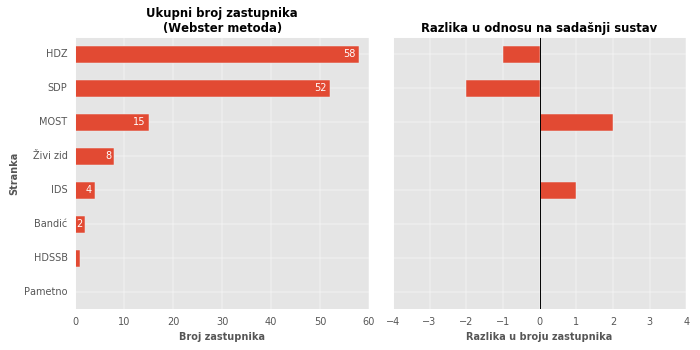 Ukupni broj zastupnika
(Webster metoda)
Razlika u odnosu na sadašnji sustav
Stranka
HDZ
58
SDP
52
MOST
15
Živi zid
8
IDS
4
Bandić
2
HDSSB
Pametno
0 10 20 30 40 50 60
Broj zastupnika
−4 −3 −2 −1 0 1 2 3 4
Razlika u broju zastupnika